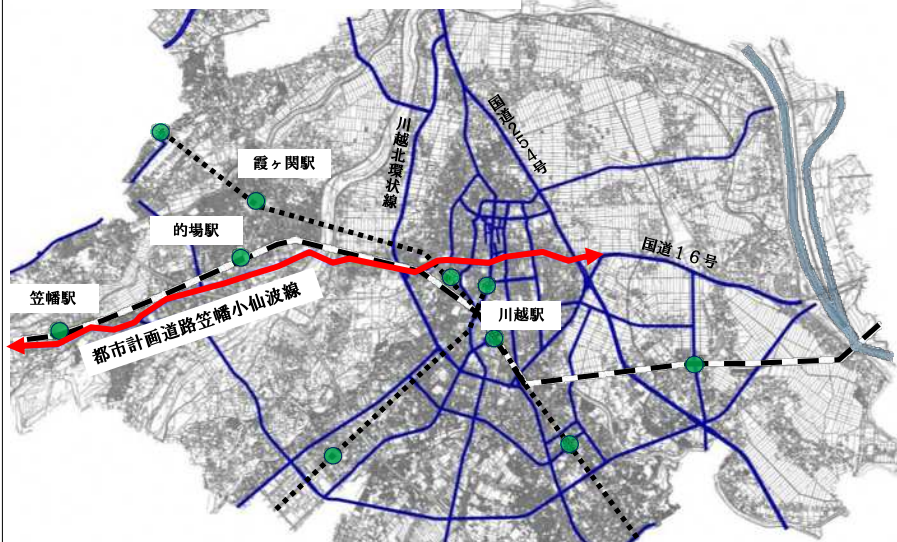 国道254号
川越北環状線
霞ヶ関駅
的場駅
国道16号
笠幡駅
都市計画道路笠幡小仙波線
川越駅